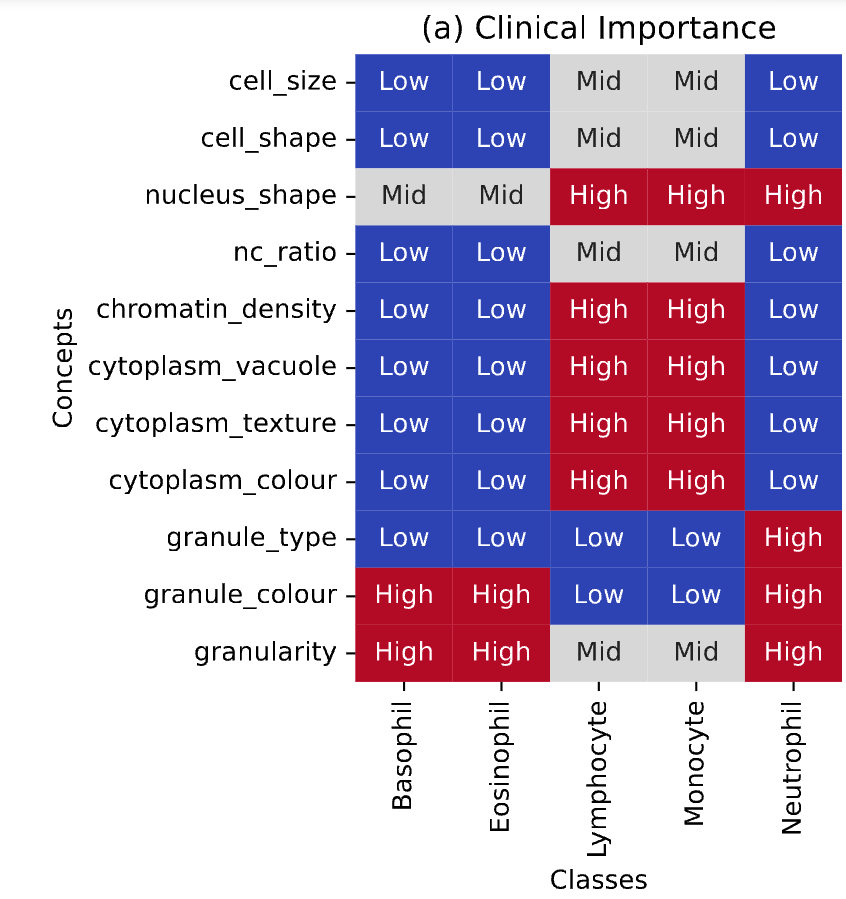 (a) Clinical Importance
cell_size Low Low Mid Mid Low
cell_shape Low Low Mid Mid Low
nucleus_shape Mid Mid High High High
nc_ratio Low Low Mid Mid Low
chromatin_density Low Low High High Low
cytoplasm_vacuole Low Low High High Low
cytoplasm_texture Low Low High High Low
cytoplasm_colour Low Low High High Low
granule_type Low Low Low Low High
granule_colour High High Low Low High
granularity High High Mid Mid High
Concepts
Basophil Eosinophil Lymphocyte Monocyte Neutrophil
Classes